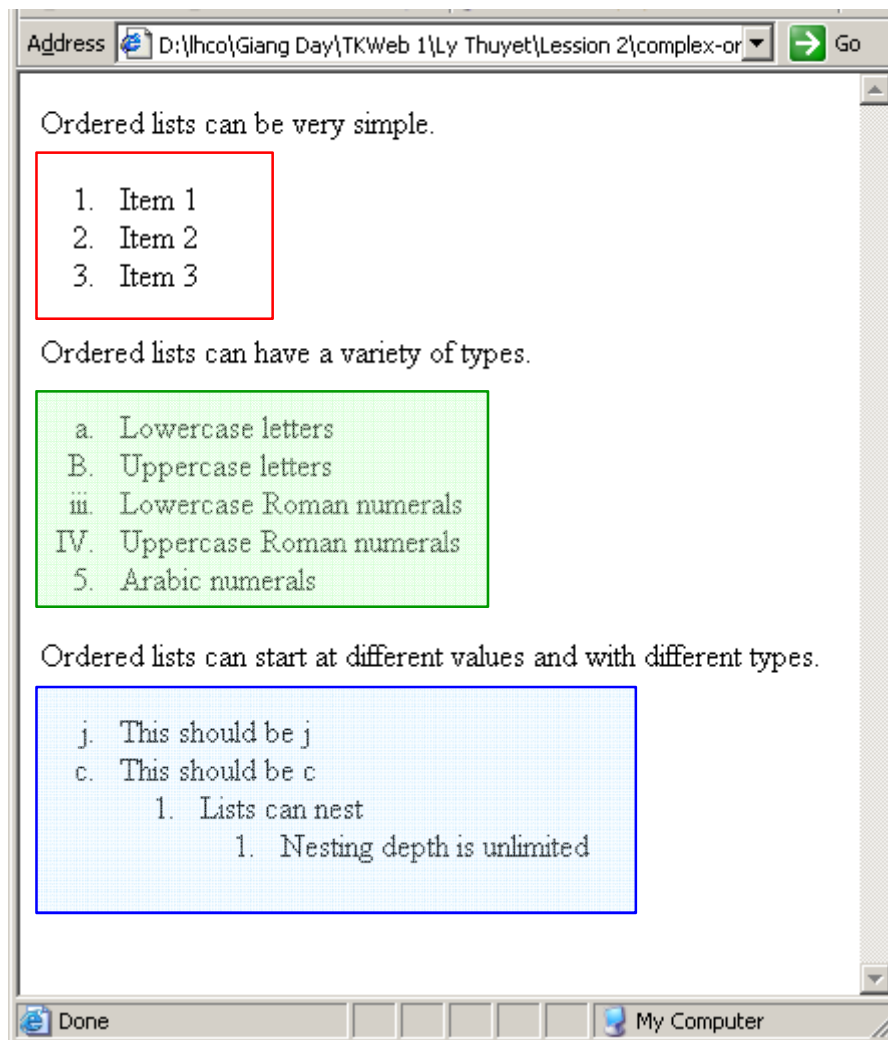 Address D:\lhco\Giang Day\TKWeb 1\Ly Thuyet\Lession 2\complex-or Go
Ordered lists can be very simple.
1. Item 1
2. Item 2
3. Item 3
Ordered lists can have a variety of types.
a. Lowercase letters
B. Uppercase letters
iii. Lowercase Roman numerals
IV. Uppercase Roman numerals
5. Arabic numerals
Ordered lists can start at different values and with different types.
j. This should be j
c. This should be c
1. Lists can nest
1. Nesting depth is unlimited
Done My Computer